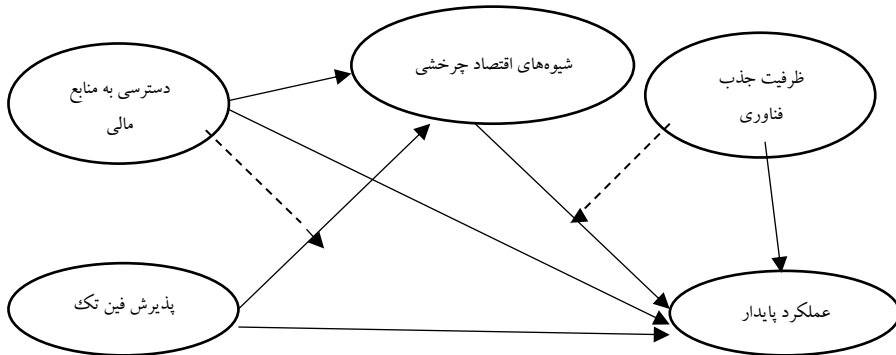 شیوه‌های اقتصاد چرخشی
ظرفیت جذب
فناوری
دسترسی به منابع
مالی
پذیرش فین تک
عملکرد پایدار